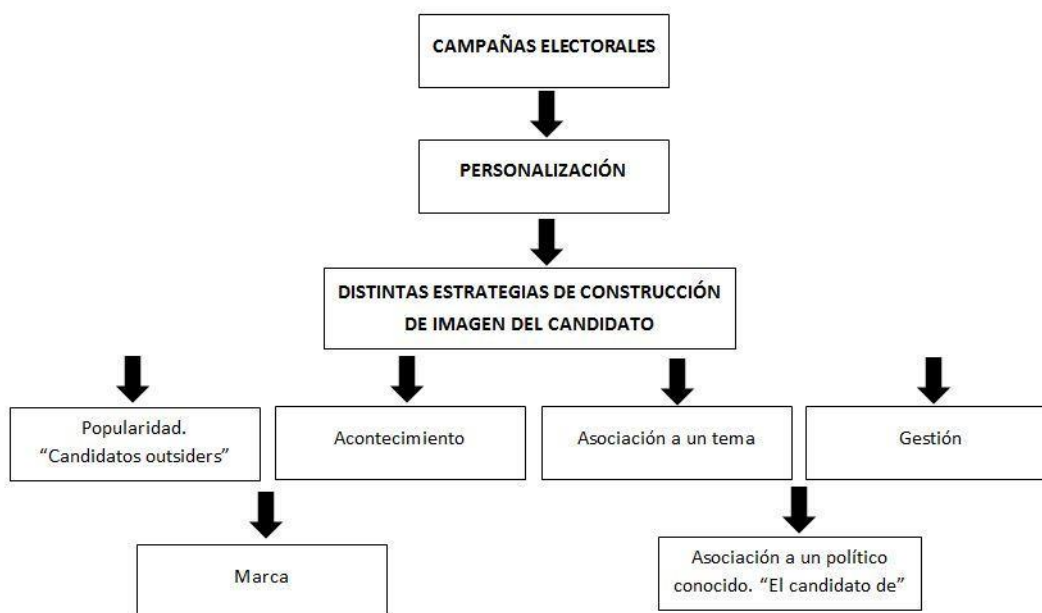 CAMPAÑAS ELECTORALES
PERSONALIZACIÓN
DISTINTAS ESTRATEGIAS DE CONSTRUCCIÓN
DE IMAGEN DEL CANDIDATO
Popularidad.
“Candidatos outsiders”
Acontecimiento
Asociación a un tema
Gestión
Marca
Asociación a un político
conocido. “El candidato de”